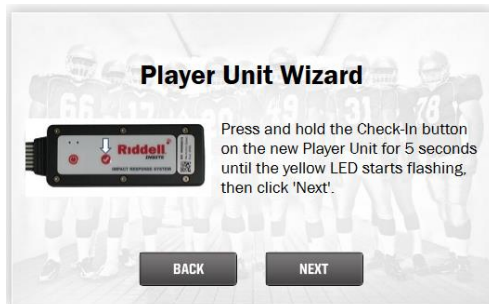 Player Unit Wizard
Riddell
IMPACT RESPONSE SYSTEM
Press and hold the Check-In button
on the new Player Unit for 5 seconds
until the yellow LED starts flashing,
then click 'Next'.
BACK
NEXT